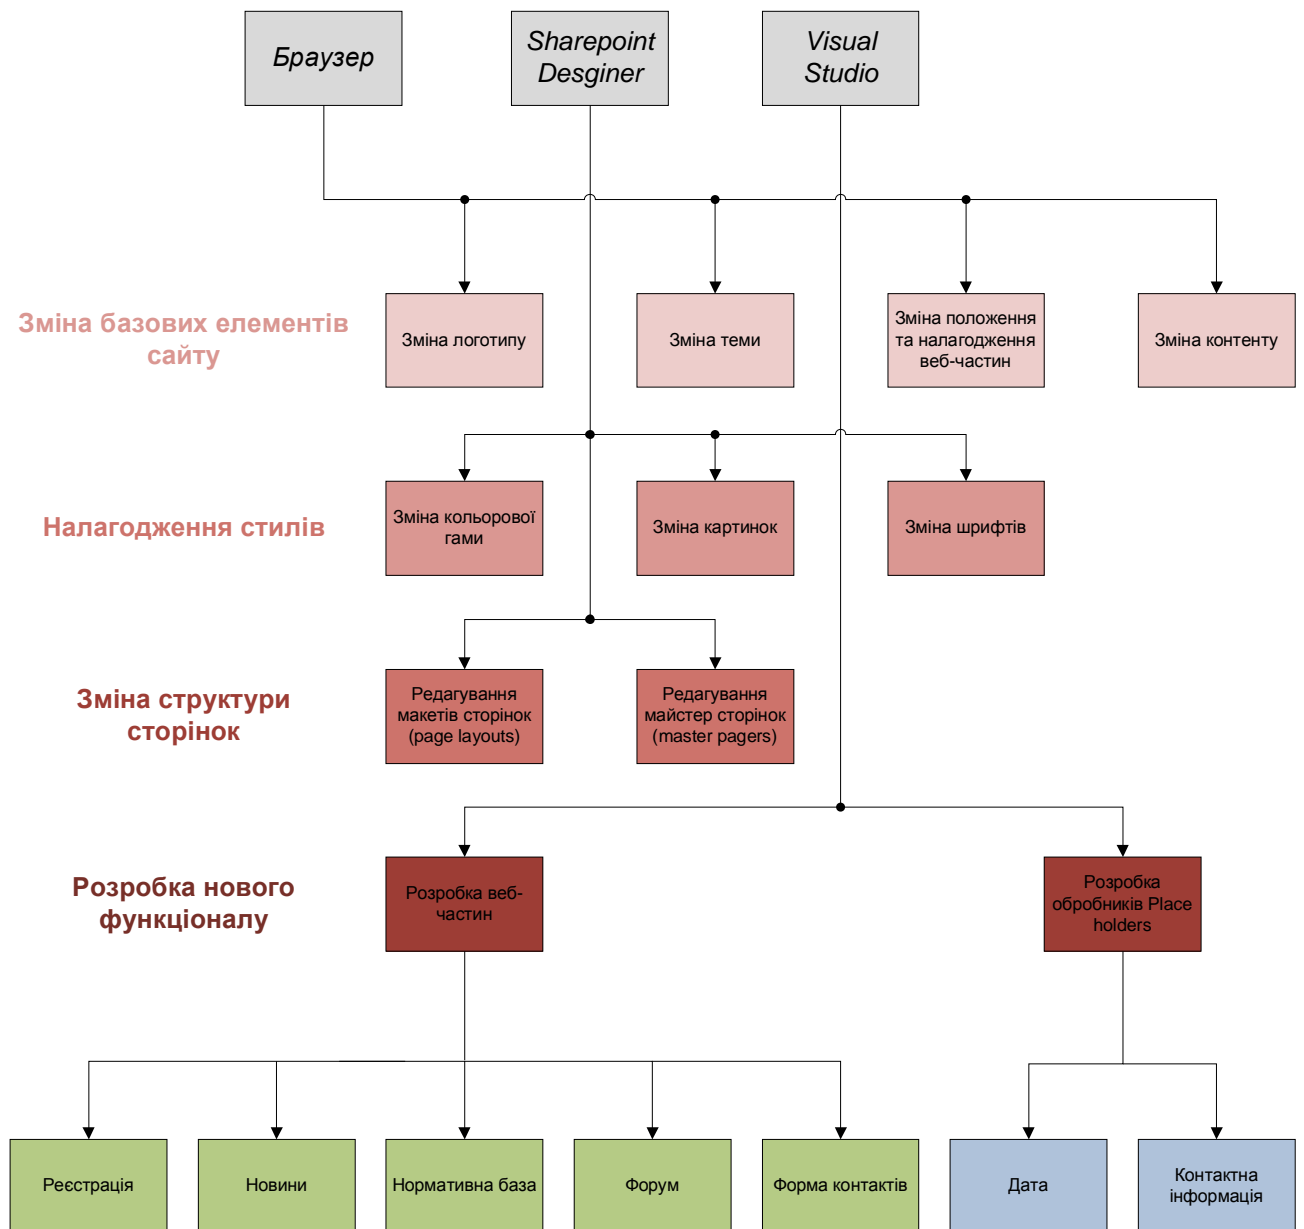 Браузер
Sharepoint
Desginer
Visual
Studio
Зміна базових елементів
сайту
Зміна логотипу
Зміна теми
Зміна положення
та налагодження
веб-частин
Зміна контенту
Налагодження стилів
Зміна кольорової
гами
Зміна картинок
Зміна шрифтів
Зміна структури
сторінок
Редагування
макетів сторінок
(page layouts)
Редагування
майстер сторінок
(master pagers)
Розробка нового
функціоналу
Розробка веб-
частин
Розробка
обробників Place
holders
Реєстрація
Новини
Нормативна база
Форум
Форма контактів
Дата
Контактна
інформація